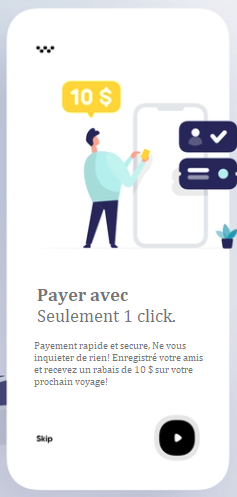 10 $
Payer avec
Seulement 1 click.
Payement rapide et secure, Ne vous
inquieter de rien! Enregistré votre amis
et recevez un rabais de 10 $ sur votre
prochain voyage!
Skip